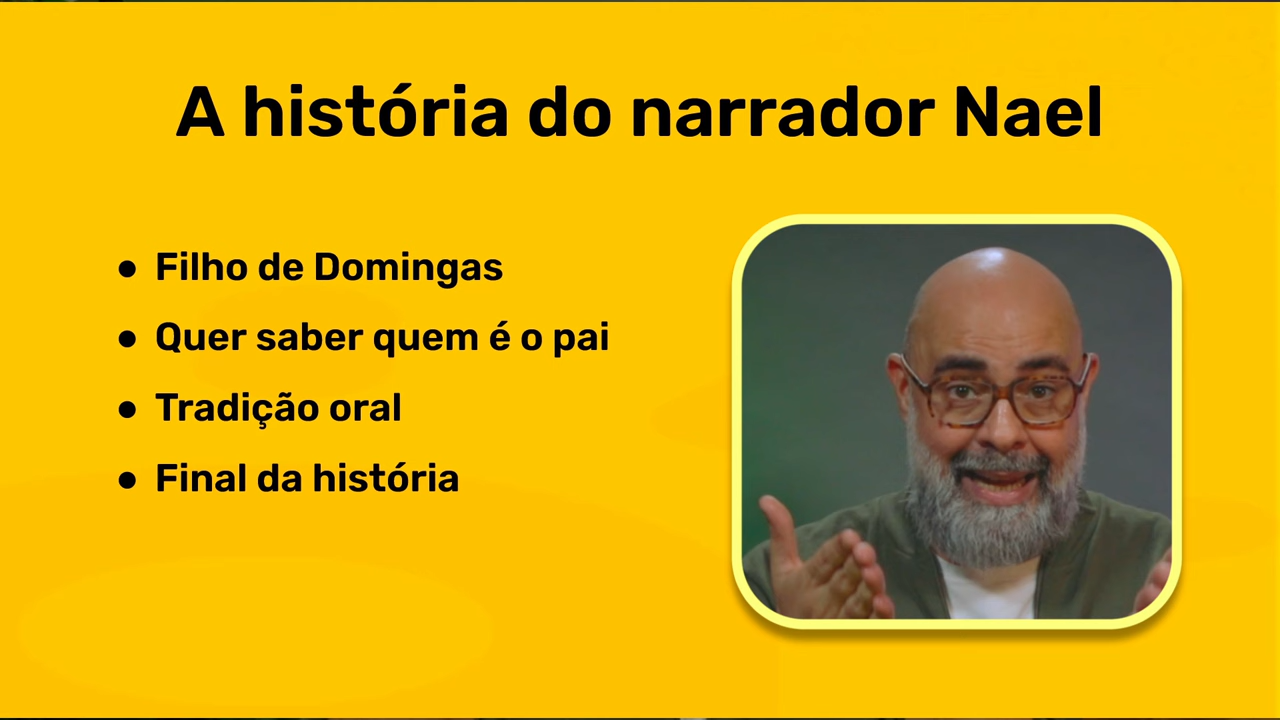 A história do narrador Nael
● Filho de Domingas
● Quer saber quem é o pai
● Tradição oral
● Final da história